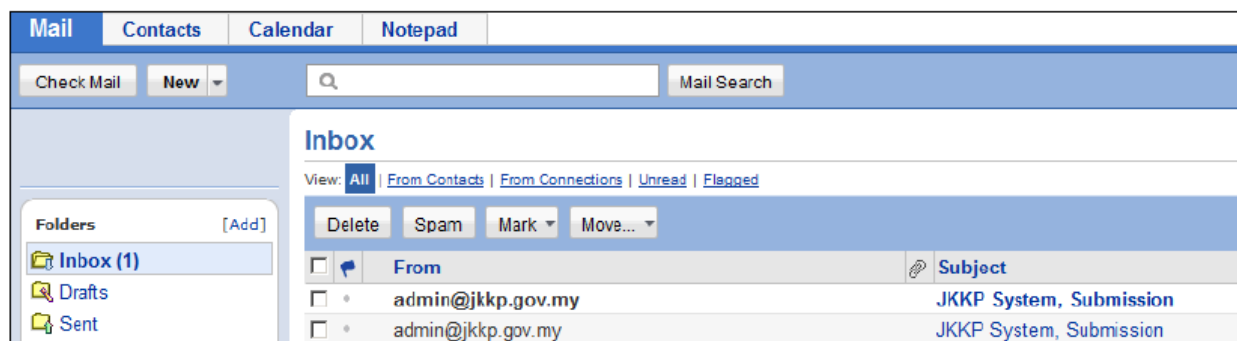 Mail Contacts Calendar Notepad
Check Mail New Mail Search
Inbox
View: All | From Contacts | From Connections | Unread | Flagged
Folders [Add] Delete Spam Mark Move...
Inbox (1) From Subject
Drafts admin@jkkp.gov.my JKKP System, Submission
Sent admin@jkkp.gov.my JKKP System, Submission